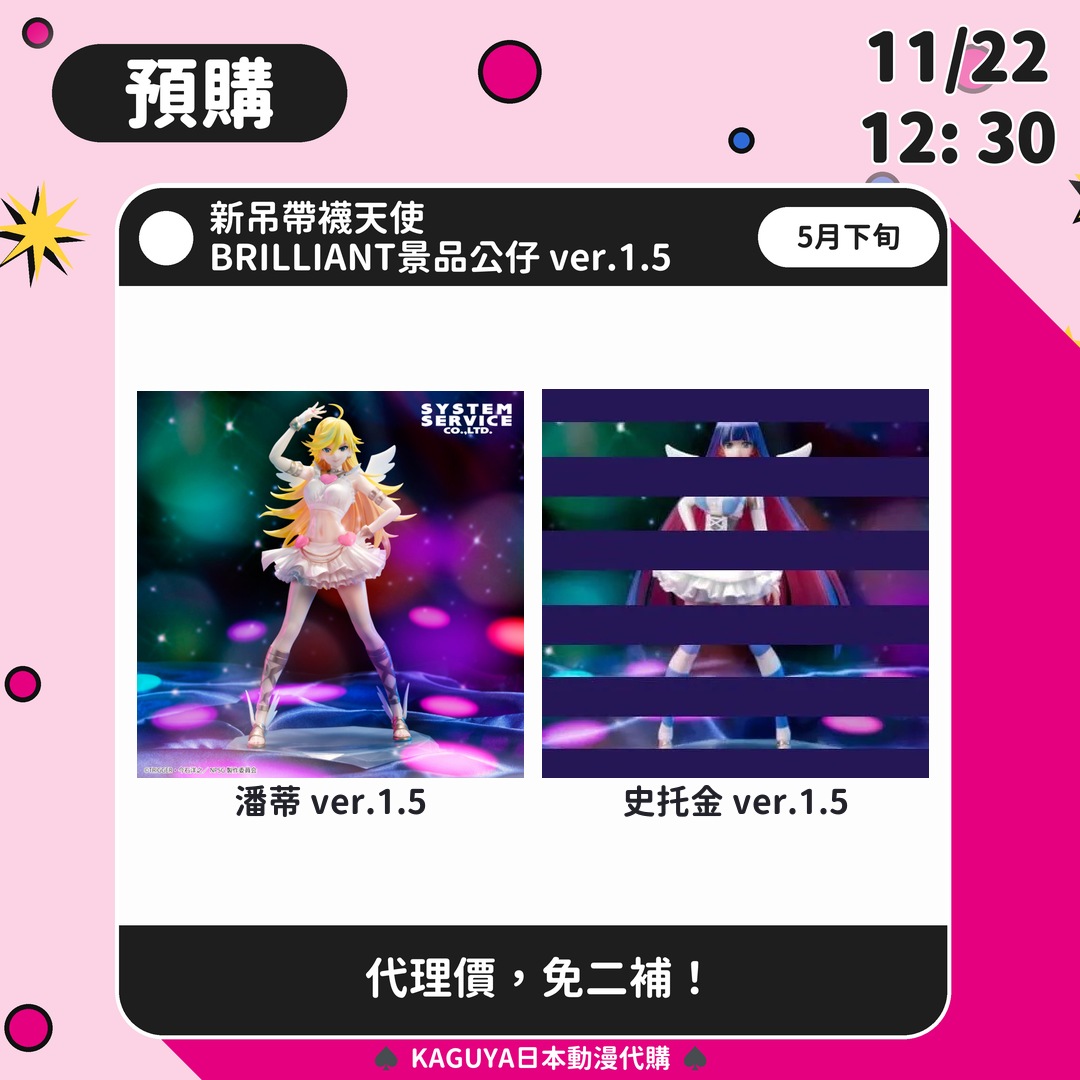 預購
11/22
12: 30
新吊帶襪天使
BRILLIANT景品公仔 ver.1.5
5月下旬
SYSTEM
SERVICE
CO.,LTD.
潘蒂 ver.1.5
史托金 ver.1.5
代理價，免二補！
♠ KAGUYA日本動漫代購 ♠